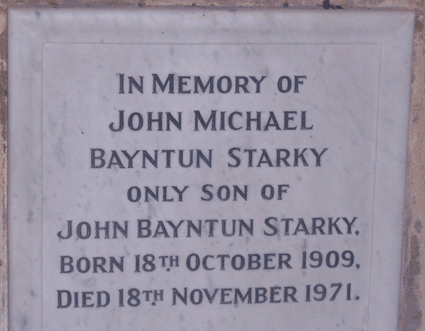 IN MEMORY OF
JOHN MICHAEL
BAYNTUN STARKY
ONLY SON OF
JOHN BAYNTUN STARKY,
BORN 18TH OCTOBER 1909,
DIED 18TH NOVEMBER 1971.